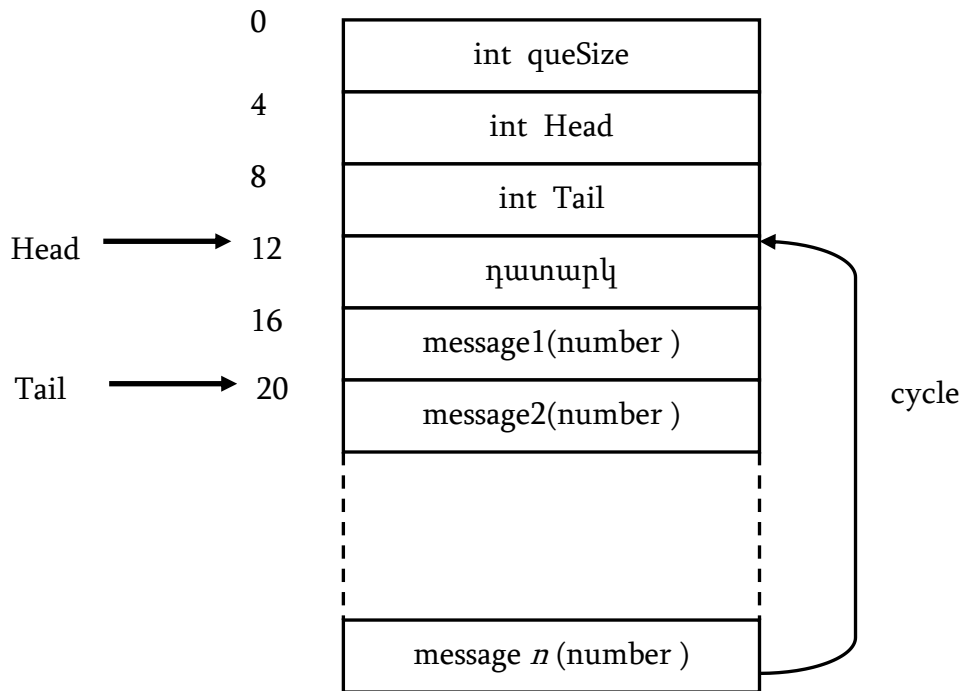 0
int queSize
4
int Head
8
int Tail
Head
12
դատարկ
16
message1(number )
Tail
20
message2(number )
cycle
message n (number )